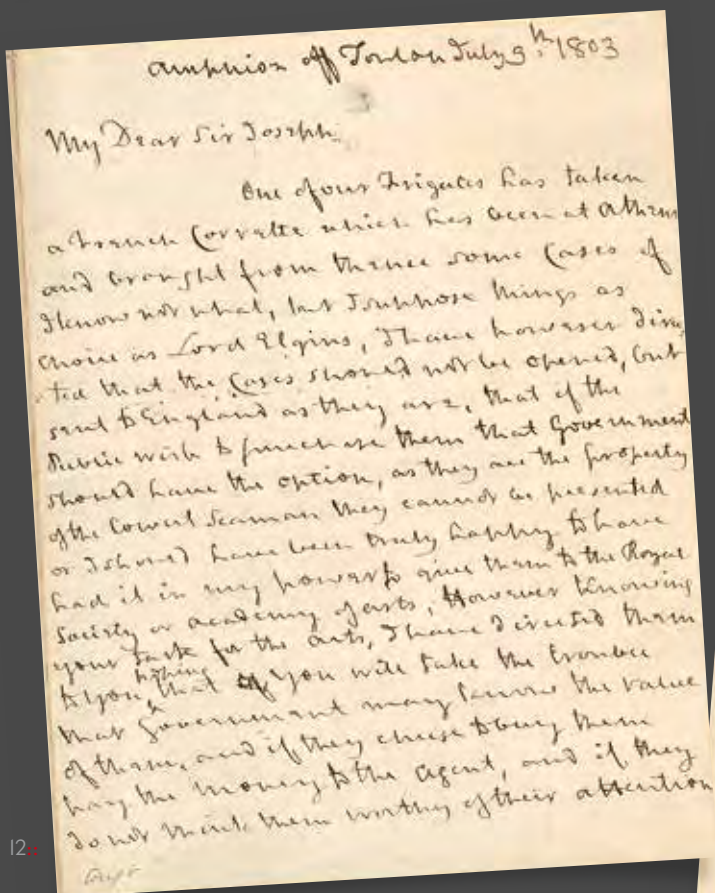 Amphion off Toulon July 9th: 1803
My Dear Sir Joseph.
One of our Frigates has taken
a French Corvette which has been at Athens
and brought from thence some Cases of
I know not what, but I suppose things as
choice as Lord Elgins, I have however direc
ted that the Cases should not be opened, but
sent to England as they are, that if the
Public wish to purchase them that Government
should have the option, as they are the property
of the lowest Seaman they cannot be presented
or I should have been truly happy to have
had it in my power to give them to the Royal
Society or academy of arts, However knowing
your taste for the arts, I have directed them
hoping
to you that you will take the trouble
that Government may know the value
of them, and if they chuse to buy them
pay the money to the agent, and if they
do not think them worthy of their attention
12